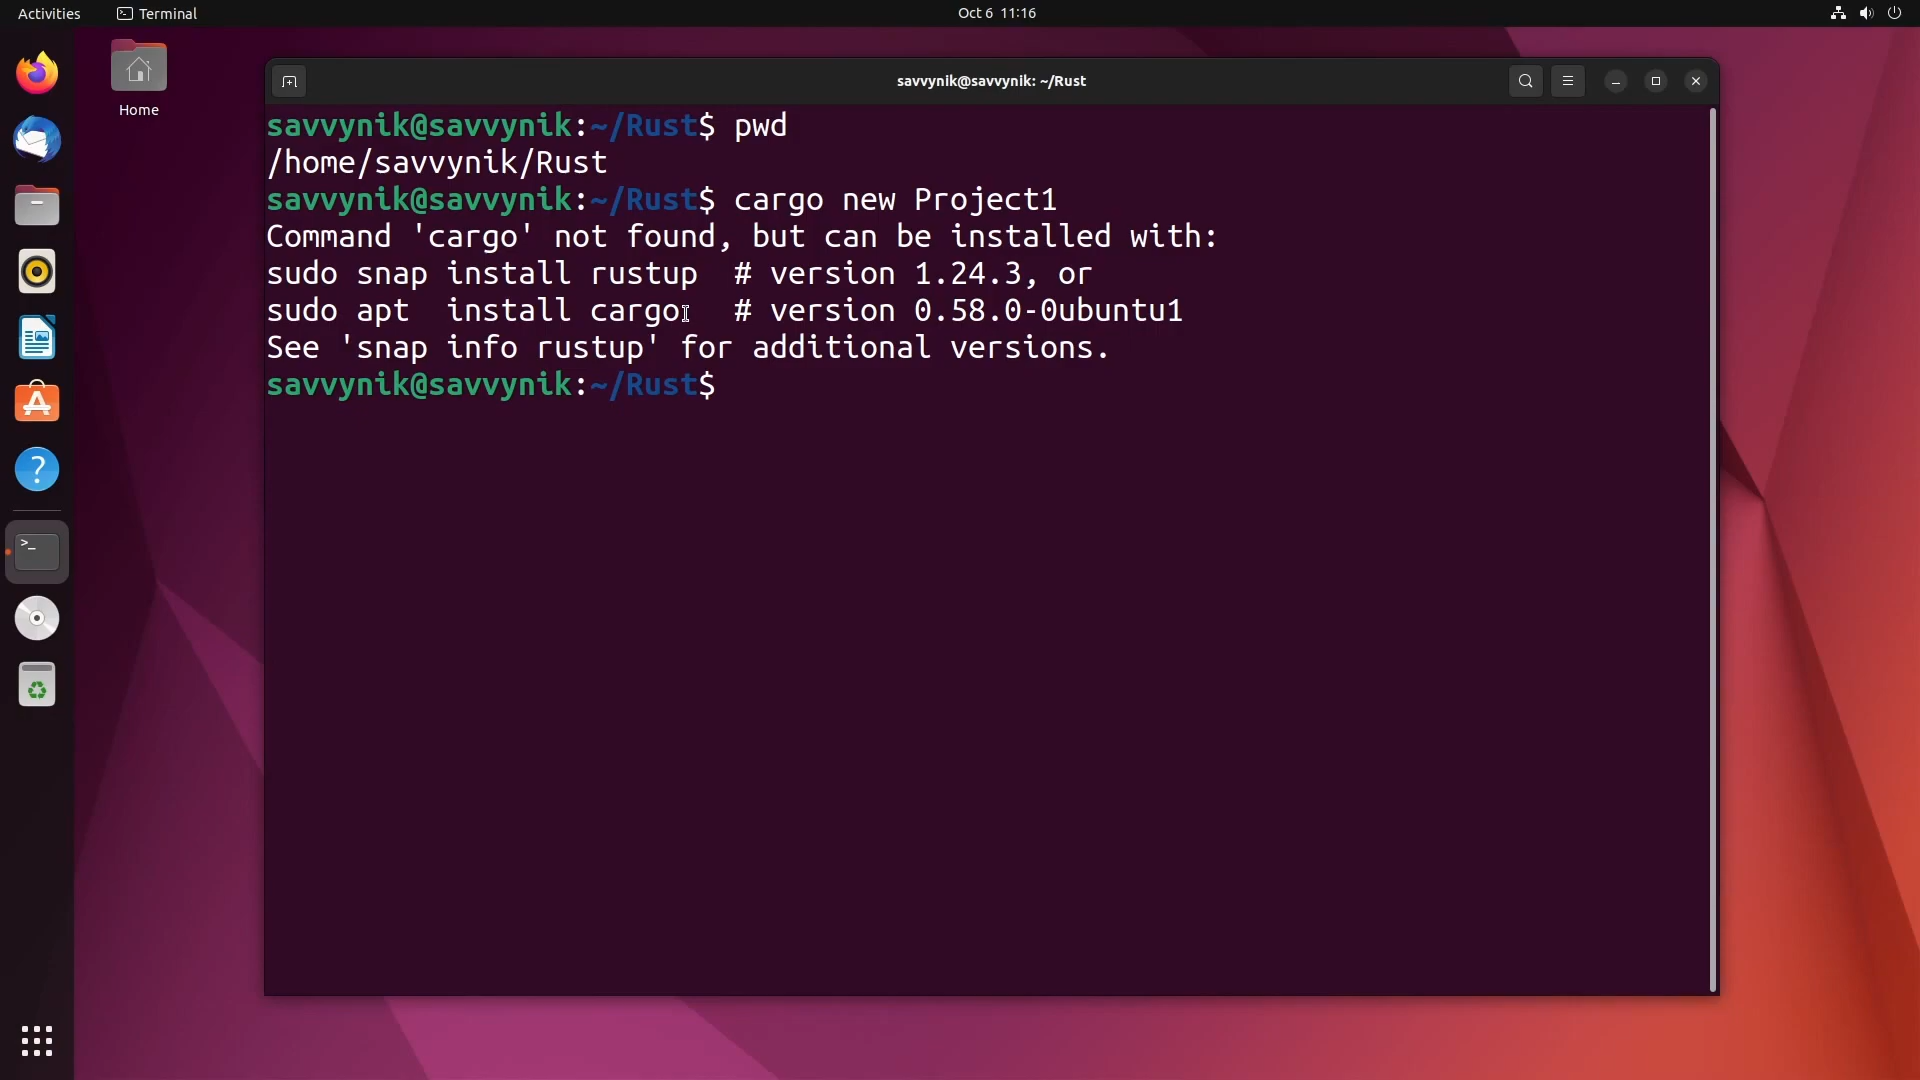 Activities
Terminal
Oct 6 11:16
Home
savvynik@savvynik: ~/Rust
savvynik@savvynik:~/Rust$ pwd
/home/savvynik/Rust
savvynik@savvynik:~/Rust$ cargo new Project1
Command 'cargo' not found, but can be installed with:
sudo snap install rustup  # version 1.24.3, or
sudo apt  install cargo   # version 0.58.0-0ubuntu1
See 'snap info rustup' for additional versions.
savvynik@savvynik:~/Rust$